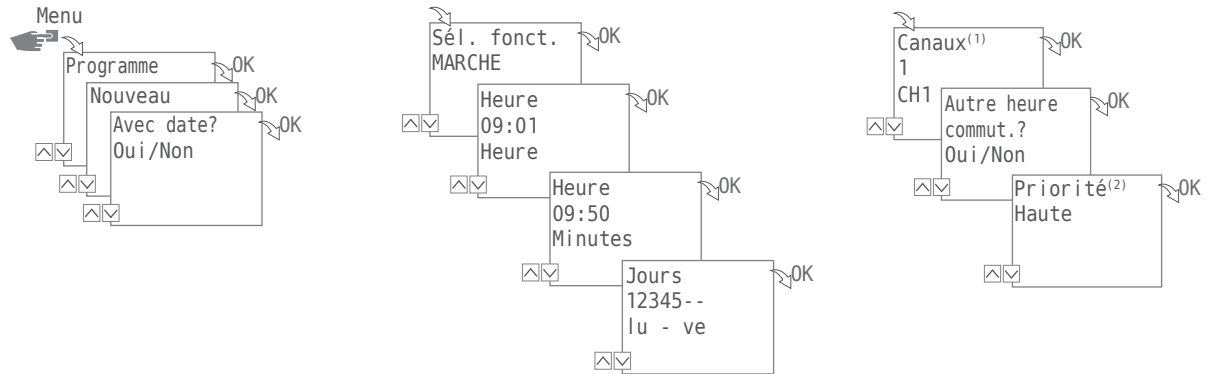 Menu
Programme
OK
Nouveau
OK
Avec date?
Oui/Non
OK
Sél. fonct.
MARCHE
OK
Heure
09:01
Heure
OK
Heure
09:50
Minutes
OK
Jours
12345--
lu - ve
OK
Canaux(1)
1
CH1
OK
Autre heure
commut.?
Oui/Non
OK
Priorité(2)
Haute
OK